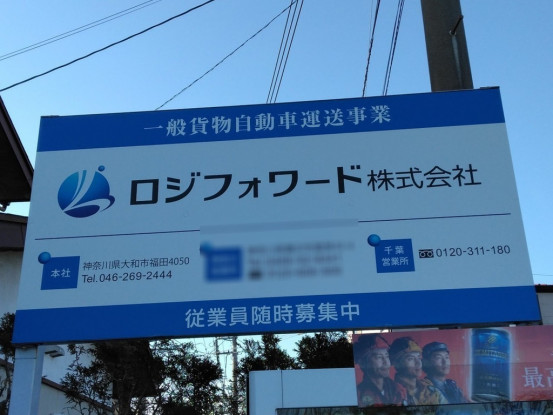 一般貨物自動車運送事業
ロジフォワード株式会社
本社
神奈川県大和市福田4050
Tel.046-269-2444
千葉
営業所
0120-311-180
従業員随時募集中
最高